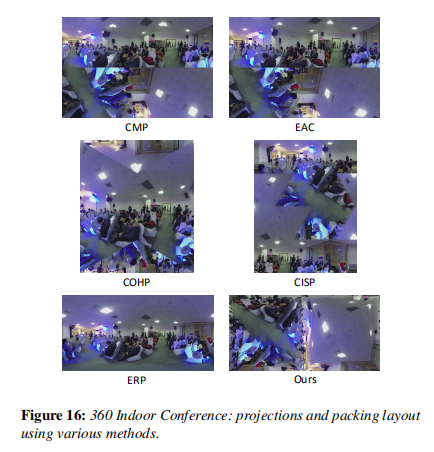 CMP
EAC
COHP
CISP
ERP
Ours
Figure 16: 360 Indoor Conference: projections and packing layout
using various methods.